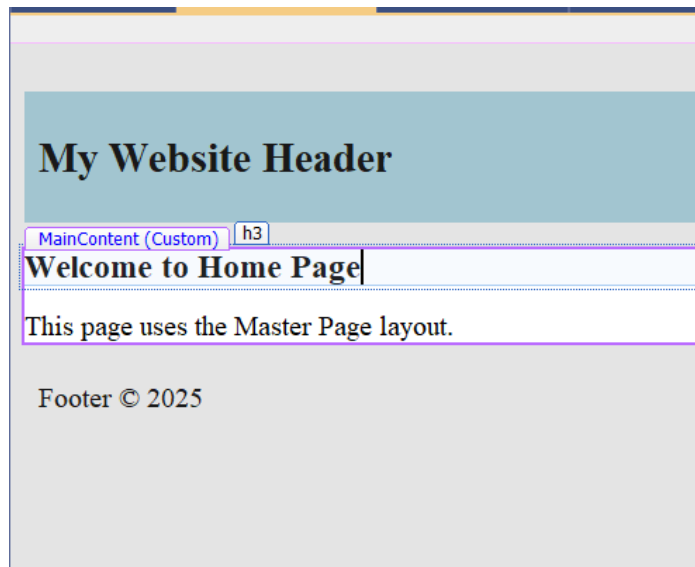 My Website Header
MainContent (Custom) h3
Welcome to Home Page
This page uses the Master Page layout.
Footer © 2025